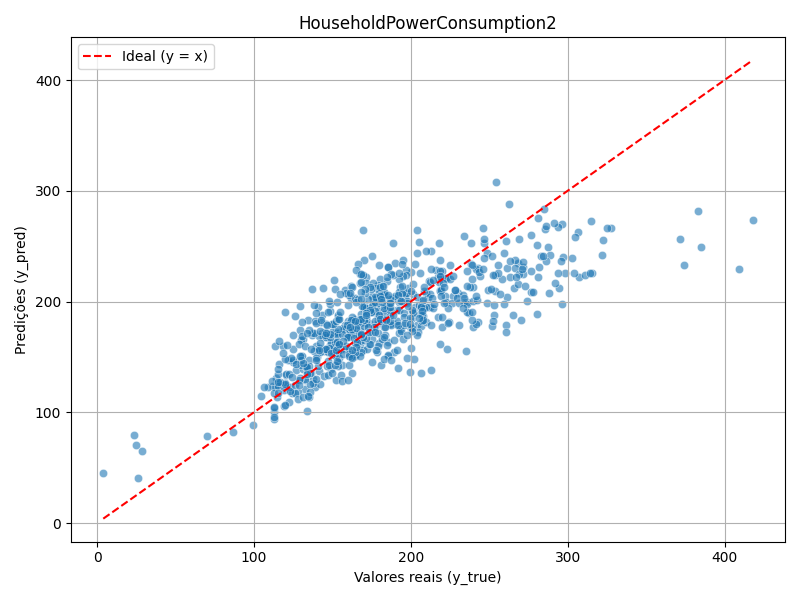 HouseholdPowerConsumption2
Ideal (y = x)
400
300
200
100
0
Predições (y_pred)
0 100 200 300 400
Valores reais (y_true)